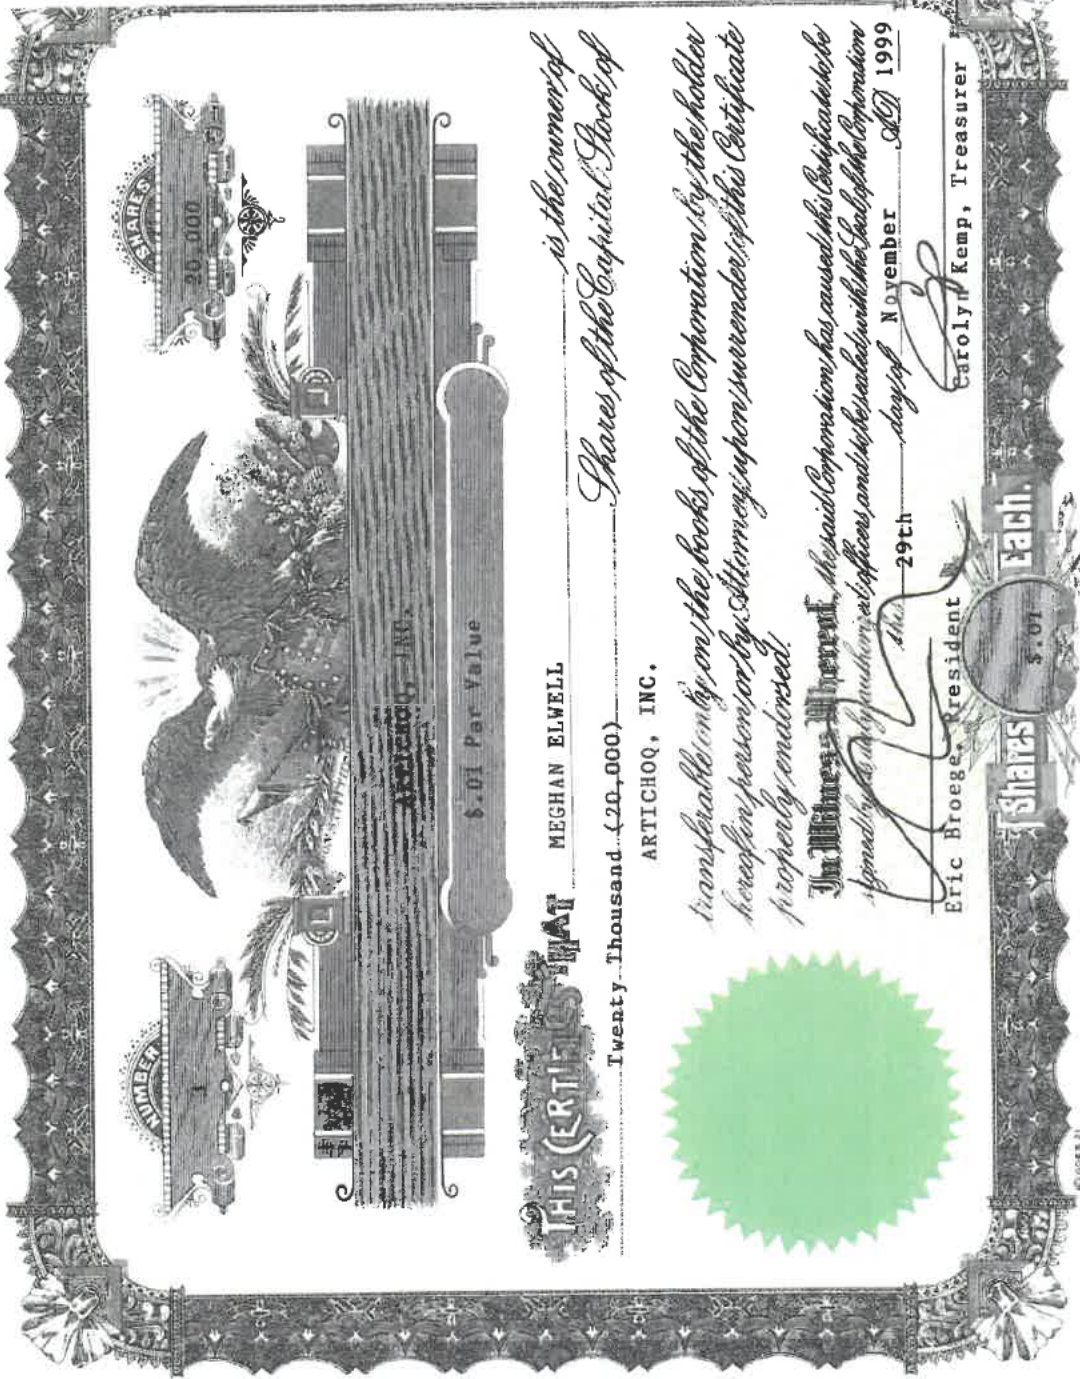 NUMBER
1
SHARES
20,000
ARTICHOQ, INC.
$.01 Par Value
THIS CERTIFIES THAT MEGHAN ELWELL is the owner of
Twenty Thousand (20,000) Shares of the Capital Stock of
ARTICHOQ, INC.
transferable only on the books of the Corporation by the holder
hereof in person or by Attorney upon surrender of this Certificate
properly endorsed.
In Witness Whereof, the said Corporation has caused this Certificate to be
signed by its duly authorized officers and to be sealed with the Seal of the Corporation
this 29th day of November A.D. 1999
Eric Broege, President
Carolyn Kemp, Treasurer
Shares $.01 Each.